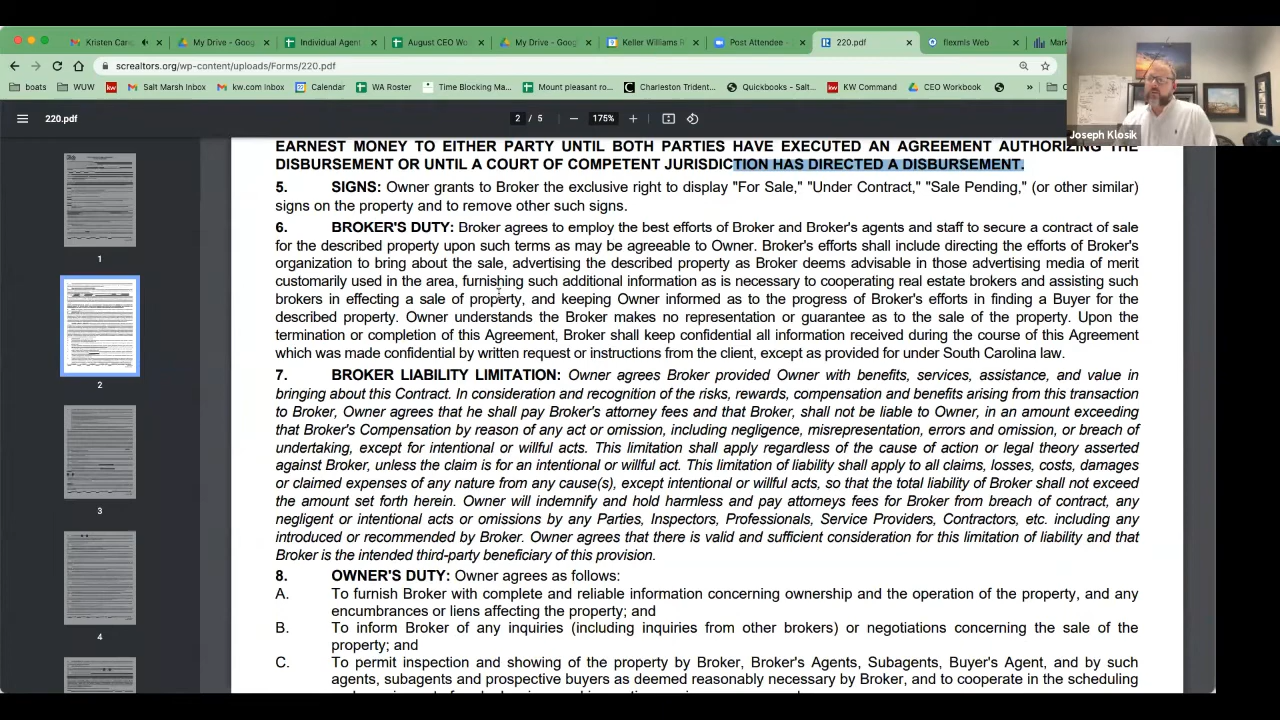 Kristen Can
My Drive - Goog
Individual Agent
August CEO Wo
My Drive - Goog
Keller Williams R
Post Attendee -
220.pdf
flexmls Web
Mark
screaltors.org/wp-content/uploads/Forms/220.pdf
boats
WUW
Salt Marsh Inbox
kw.com Inbox
Calendar
WA Roster
Time Blocking Ma...
Mount pleasant ro...
Charleston Trident...
Quickbooks - Salt...
KW Command
CEO Workbook
»
220.pdf
2 / 5
175%
Joseph Klosik
EARNEST MONEY TO EITHER PARTY UNTIL BOTH PARTIES HAVE EXECUTED AN AGREEMENT AUTHORIZING THE
DISBURSEMENT OR UNTIL A COURT OF COMPETENT JURISDICTION HAS DIRECTED A DISBURSEMENT.
5. SIGNS: Owner grants to Broker the exclusive right to display "For Sale," "Under Contract," "Sale Pending," (or other similar)
signs on the property and to remove other such signs.
6. BROKER'S DUTY: Broker agrees to employ the best efforts of Broker and Broker's agents and staff to secure a contract of sale
for the described property upon such terms as may be agreeable to Owner. Broker's efforts shall include directing the efforts of Broker's
organization to bring about the sale, advertising the described property as Broker deems advisable in those advertising media of merit
customarily used in the area, furnishing such additional information as is necessary to cooperating real estate brokers and assisting such
brokers in effecting a sale of property, and keeping Owner informed as to the progress of Broker's efforts in finding a Buyer for the
described property. Owner understands the Broker makes no representation or guarantee as to the sale of the property. Upon the
termination or completion of this Agreement, Broker shall keep confidential all information received during the course of this Agreement
which was made confidential by written request or instructions from the client, except as provided for under South Carolina law.
7. BROKER LIABILITY LIMITATION: Owner agrees Broker provided Owner with benefits, services, assistance, and value in
bringing about this Contract. In consideration and recognition of the risks, rewards, compensation and benefits arising from this transaction
to Broker, Owner agrees that he shall pay Broker's attorney fees and that Broker, shall not be liable to Owner, in an amount exceeding
that Broker's Compensation by reason of any act or omission, including negligence, misrepresentation, errors and omission, or breach of
undertaking, except for intentional or willful acts. This limitation shall apply regardless of the cause of action or legal theory asserted
against Broker, unless the claim is for an intentional or willful act. This limitation of liability shall apply to all claims, losses, costs, damages
or claimed expenses of any nature from any cause(s), except intentional or willful acts, so that the total liability of Broker shall not exceed
the amount set forth herein. Owner will indemnify and hold harmless and pay attorneys fees for Broker from breach of contract, any
negligent or intentional acts or omissions by any Parties, Inspectors, Professionals, Service Providers, Contractors, etc. including any
introduced or recommended by Broker. Owner agrees that there is valid and sufficient consideration for this limitation of liability and that
Broker is the intended third-party beneficiary of this provision.
8. OWNER'S DUTY: Owner agrees as follows:
A. To furnish Broker with complete and reliable information concerning ownership and the operation of the property, and any
encumbrances or liens affecting the property; and
B. To inform Broker of any inquiries (including inquiries from other brokers) or negotiations concerning the sale of the
property; and
C. To permit inspection and showing of the property by Broker, Broker's Agents, Subagents, Buyer's Agent, and by such
agents, subagents and prospective buyers as deemed reasonably necessary by Broker, and to cooperate in the scheduling
1
2
3
4